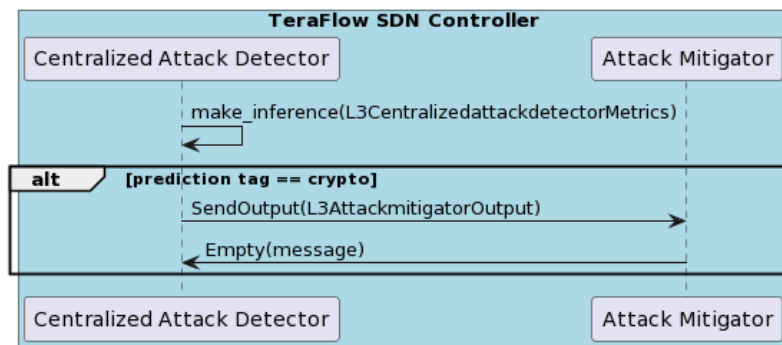 TeraFlow SDN Controller
Centralized Attack Detector
Attack Mitigator
make_inference(L3CentralizedattackdetectorMetrics)
alt
[prediction tag == crypto]
SendOutput(L3AttackmitigatorOutput)
Empty(message)
Centralized Attack Detector
Attack Mitigator